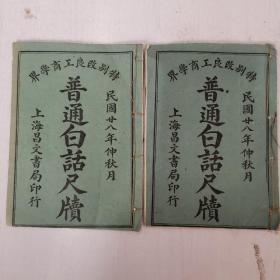 界學商工良改別特
民國廿八年仲秋月
普通白話尺牘
上海昌文書局印行
界學商工良改別特
民國廿八年仲秋月
普通白話尺牘
上海昌文書局印行